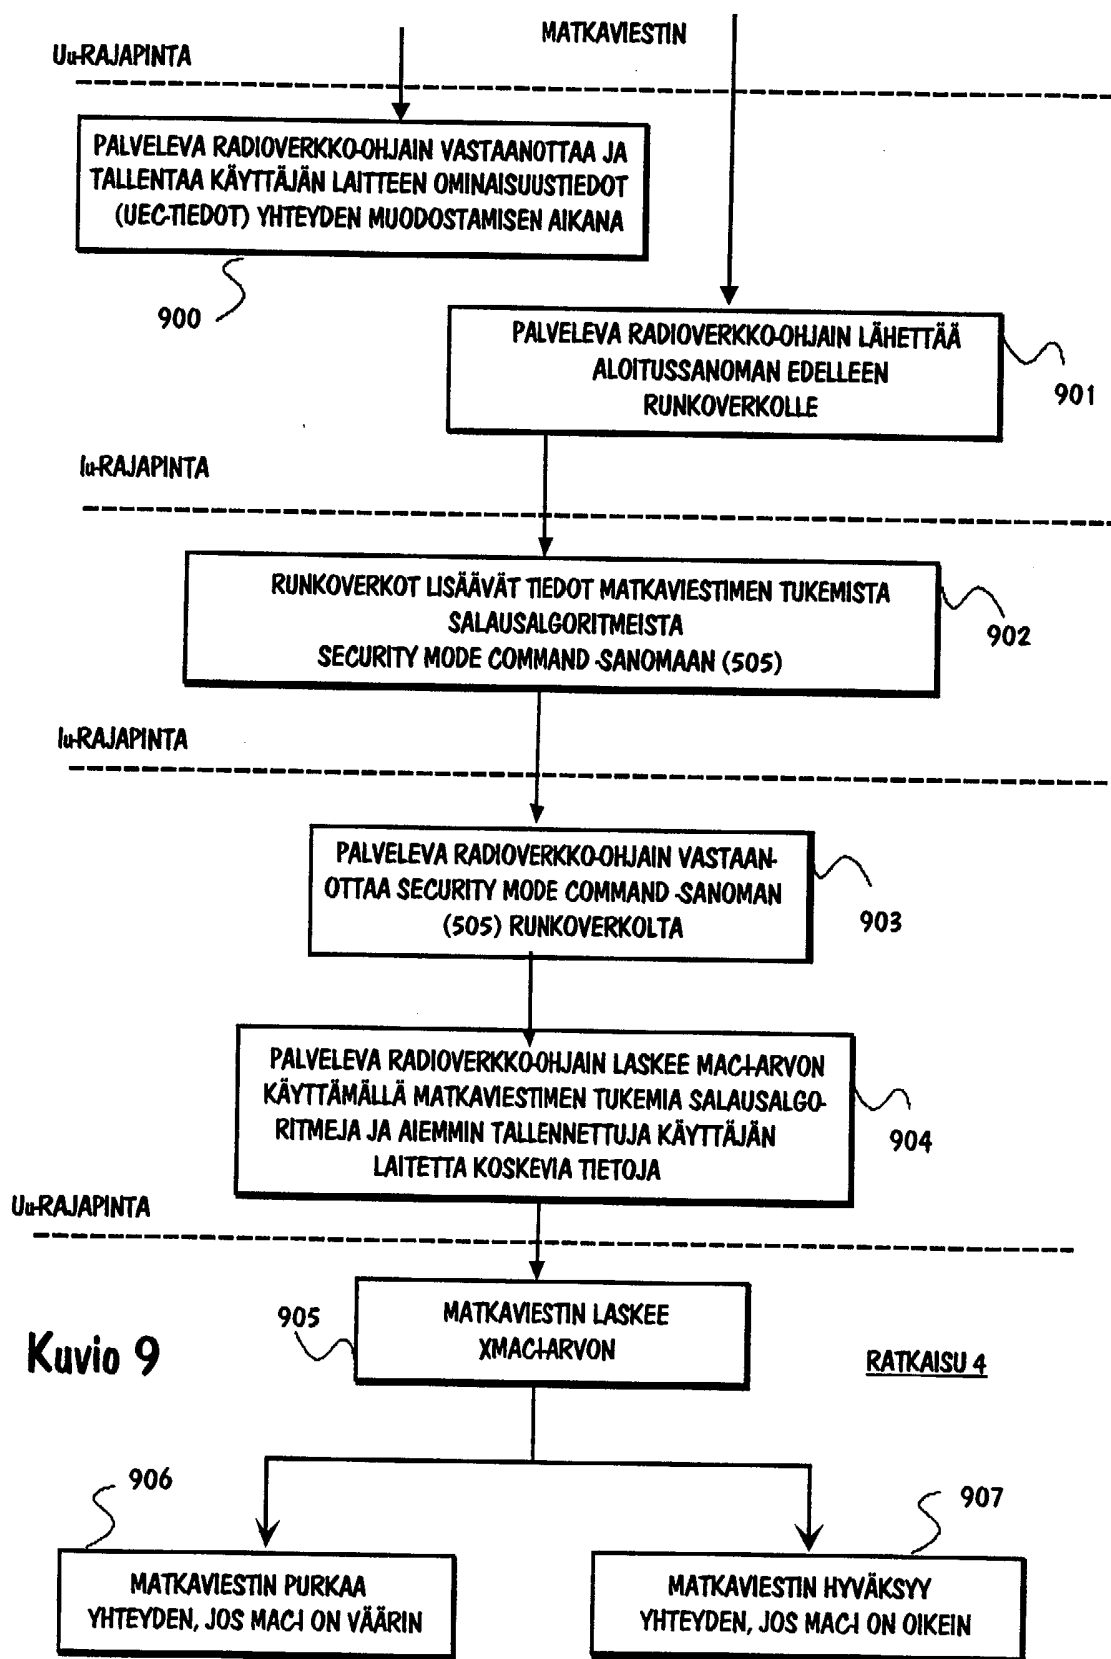 MATKAVIESTIN
Uu-RAJAPINTA
PALVELEVA RADIOVERKKO-OHJAIN VASTAANOTTAA JA
TALLENTAA KÄYTTÄJÄN LAITTEEN OMINAISUUSTIEDOT
(UEC-TIEDOT) YHTEYDEN MUODOSTAMISEN AIKANA
900
PALVELEVA RADIOVERKKO-OHJAIN LÄHETTÄÄ
ALOITUSSANOMAN EDELLEEN
RUNKOVERKOLLE
901
Iu-RAJAPINTA
RUNKOVERKOT LISÄÄVÄT TIEDOT MATKAVIESTIMEN TUKEMISTA
SALAUSALGORITMEISTA
SECURITY MODE COMMAND -SANOMAAN (505)
902
Iu-RAJAPINTA
PALVELEVA RADIOVERKKO-OHJAIN VASTAAN-
OTTAA SECURITY MODE COMMAND -SANOMAN
(505) RUNKOVERKOLTA
903
PALVELEVA RADIOVERKKO-OHJAIN LASKEE MAC-I-ARVON
KÄYTTÄMÄLLÄ MATKAVIESTIMEN TUKEMIA SALAUSALGO-
RITMEJA JA AIEMMIN TALLENNETTUJA KÄYTTÄJÄN
LAITETTA KOSKEVIA TIETOJA
904
Uu-RAJAPINTA
905
MATKAVIESTIN LASKEE
XMAC-I-ARVON
Kuvio 9
RATKAISU 4
906
907
MATKAVIESTIN PURKAA
YHTEYDEN, JOS MAC-I ON VÄÄRIN
MATKAVIESTIN HYVÄKSYY
YHTEYDEN, JOS MAC-I ON OIKEIN